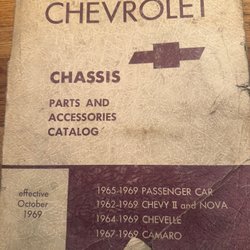 CHEVROLET
CHASSIS
PARTS AND
ACCESSORIES
CATALOG
effective
October
1969
1965-1969 PASSENGER CAR
1962-1969 CHEVY II and NOVA
1964-1969 CHEVELLE
1967-1969 CAMARO